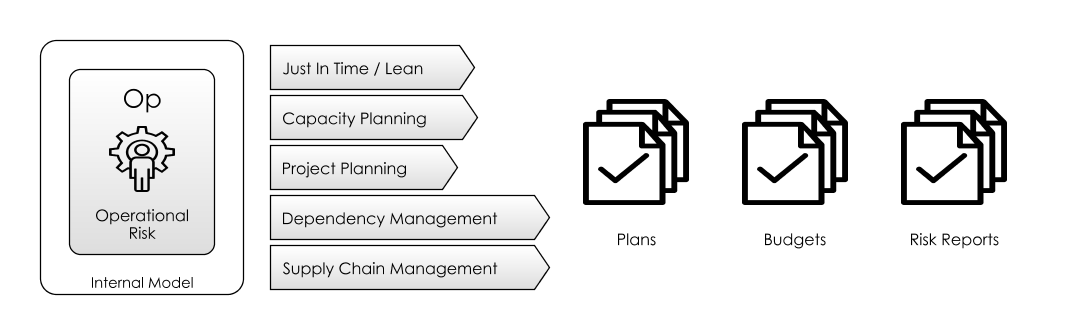 Op
Operational
Risk
Internal Model
Just In Time / Lean
Capacity Planning
Project Planning
Dependency Management
Supply Chain Management
Plans
Budgets
Risk Reports